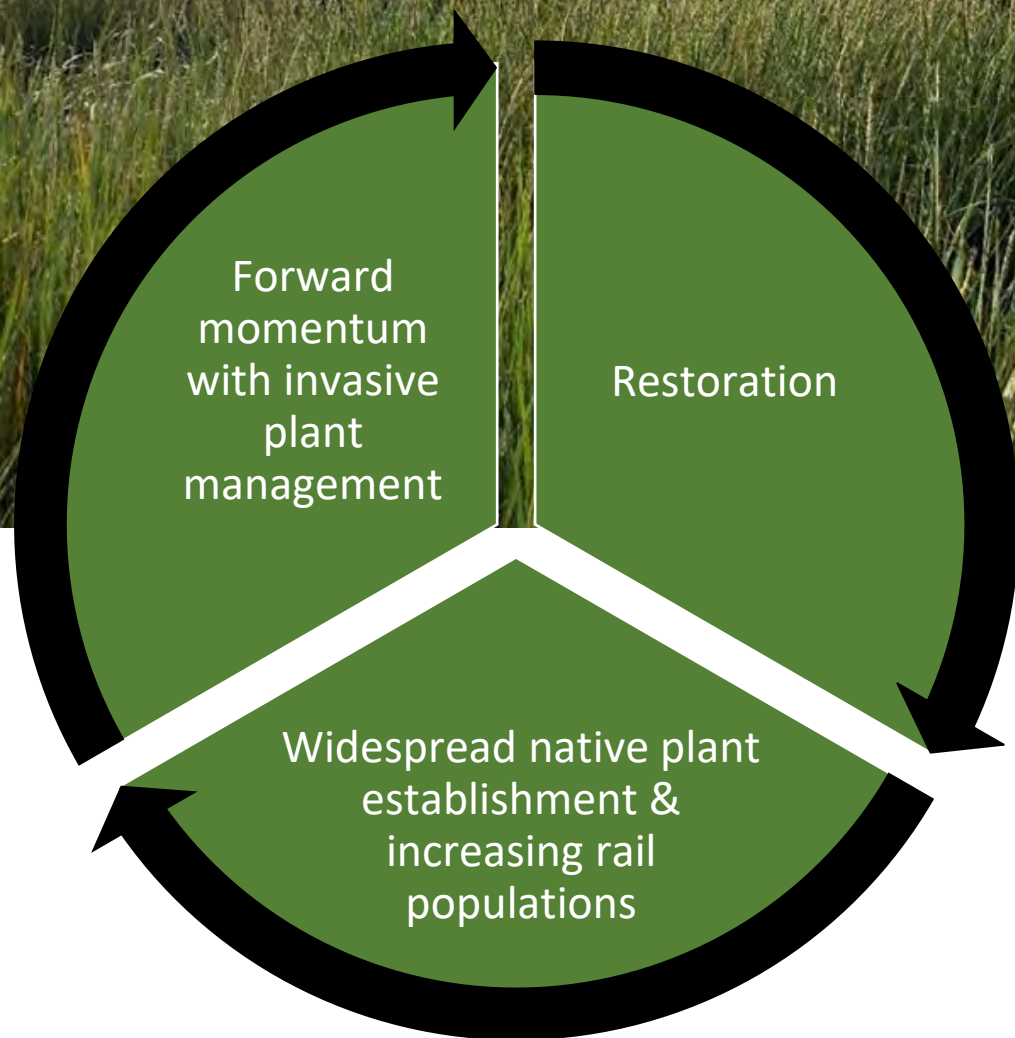 Forward
momentum
with invasive
plant
management
Restoration
Widespread native plant
establishment &
increasing rail
populations